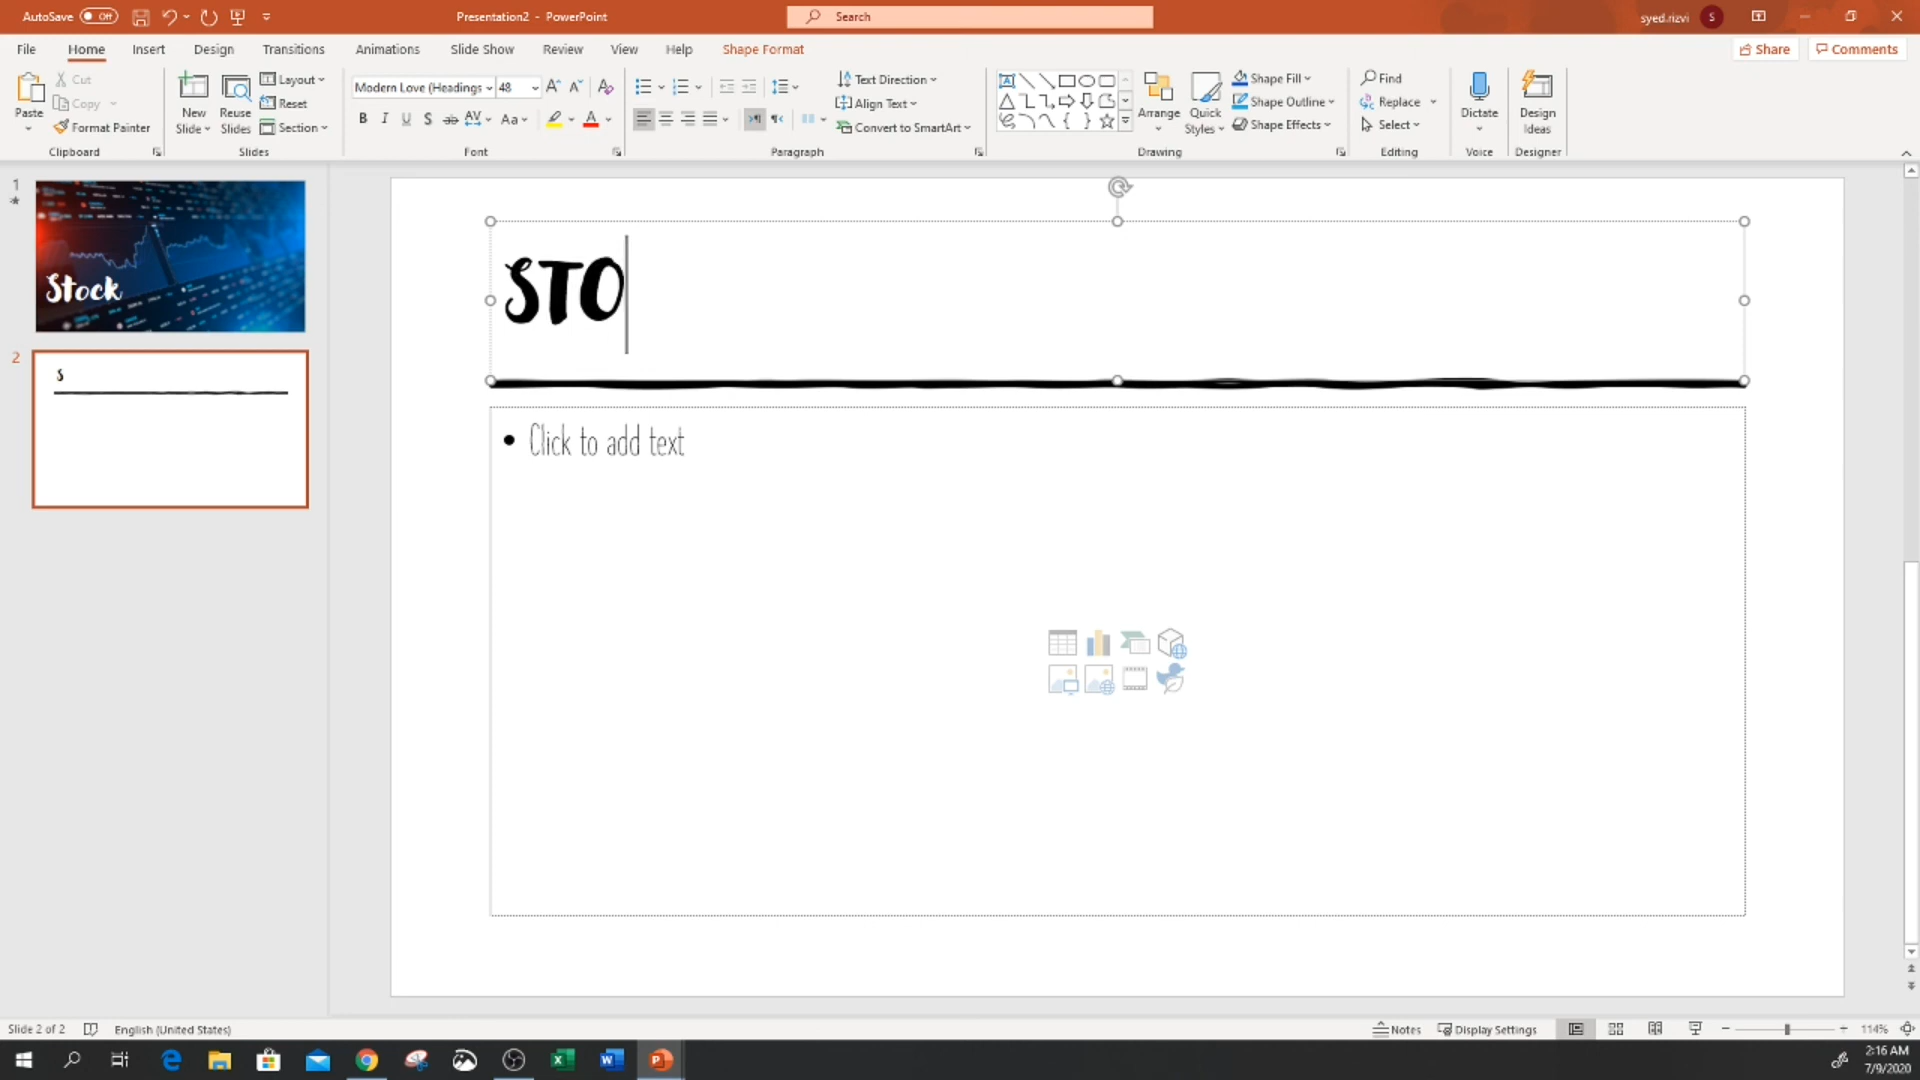 AutoSave Off Presentation2 - PowerPoint Search syed.rizvi S
File Home Insert Design Transitions Animations Slide Show Review View Help Shape Format Share Comments
Paste Cut Copy Format Painter
Clipboard
New Slide Reuse Slides Layout Reset Section
Slides
Modern Love (Headings 48
B I U S ab AV Aa A
Font
Text Direction
Align Text
Convert to SmartArt
Paragraph
Arrange Quick Styles Shape Fill Shape Outline Shape Effects
Drawing
Find
Replace
Select
Editing
Dictate
Voice
Design Ideas
Designer
1
Stock
2
S
STO
• Click to add text
Slide 2 of 2 English (United States) Notes Display Settings 114%
2:16 AM
7/9/2020